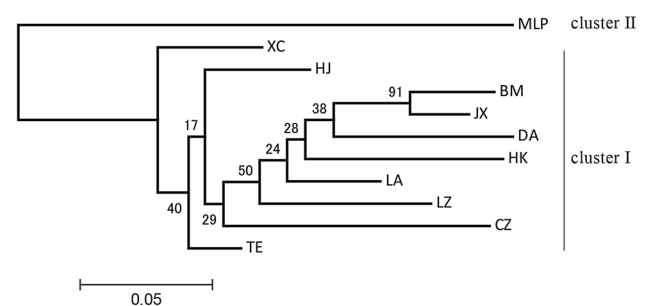 MLP cluster II
XC
HJ
91 BM
38 JX
17 28 DA
24 HK cluster I
50 LA
40 29 LZ
CZ
TE
0.05